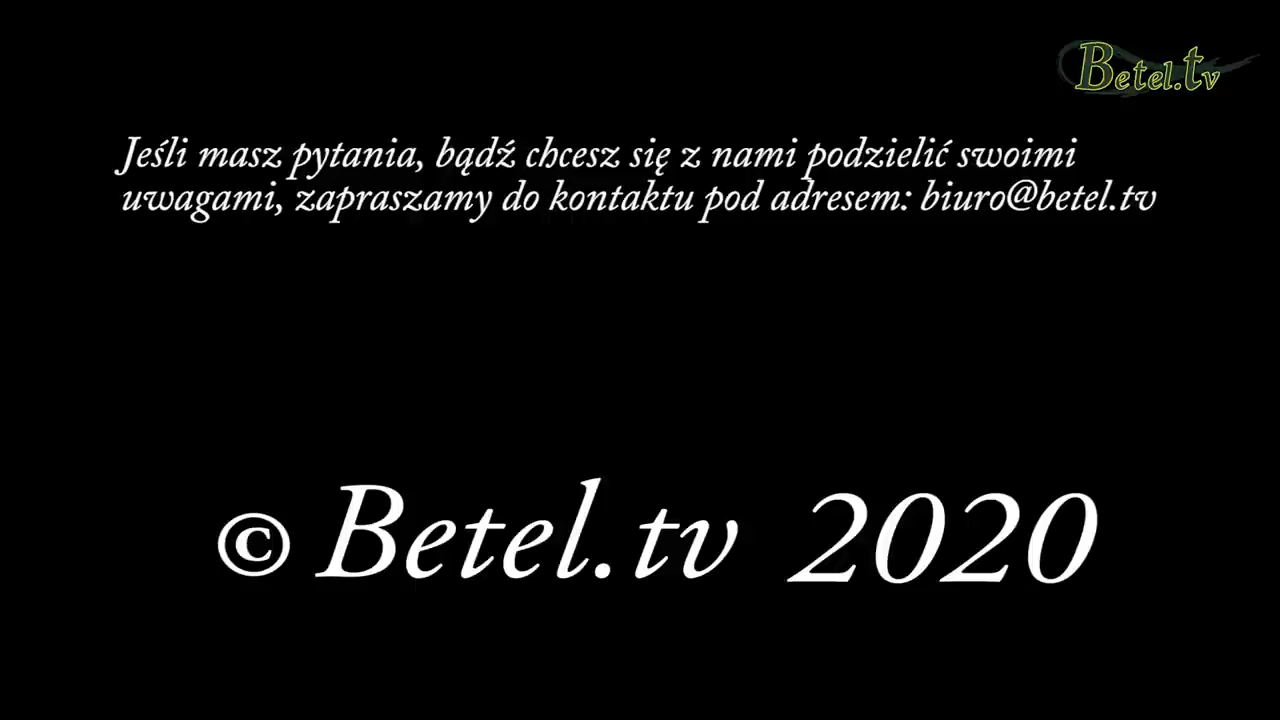 Betel.tv
Jeśli masz pytania, bądź chcesz się z nami podzielić swoimi
uwagami, zapraszamy do kontaktu pod adresem: biuro@betel.tv
© Betel.tv 2020